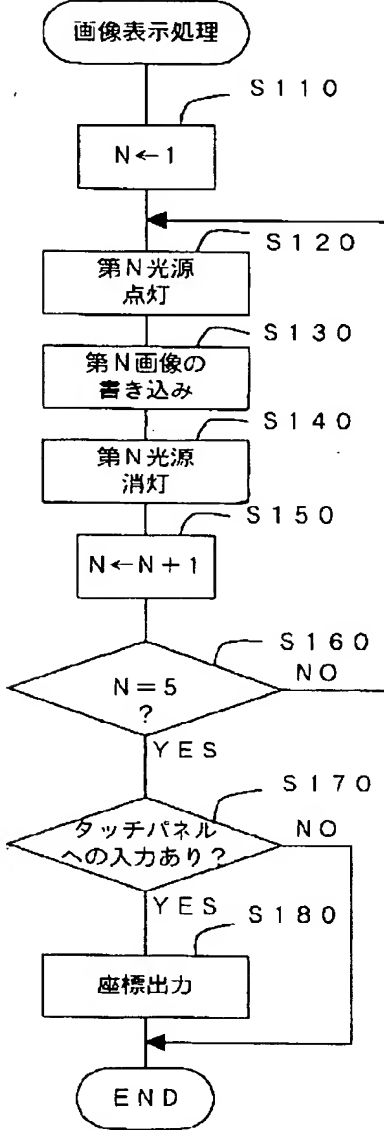 画像表示処理
S110
N←1
S120
第N光源
点灯
S130
第N画像の
書き込み
S140
第N光源
消灯
S150
N←N+1
S160
N=5
?
NO
YES
S170
タッチパネル
への入力あり?
NO
YES
S180
座標出力
END